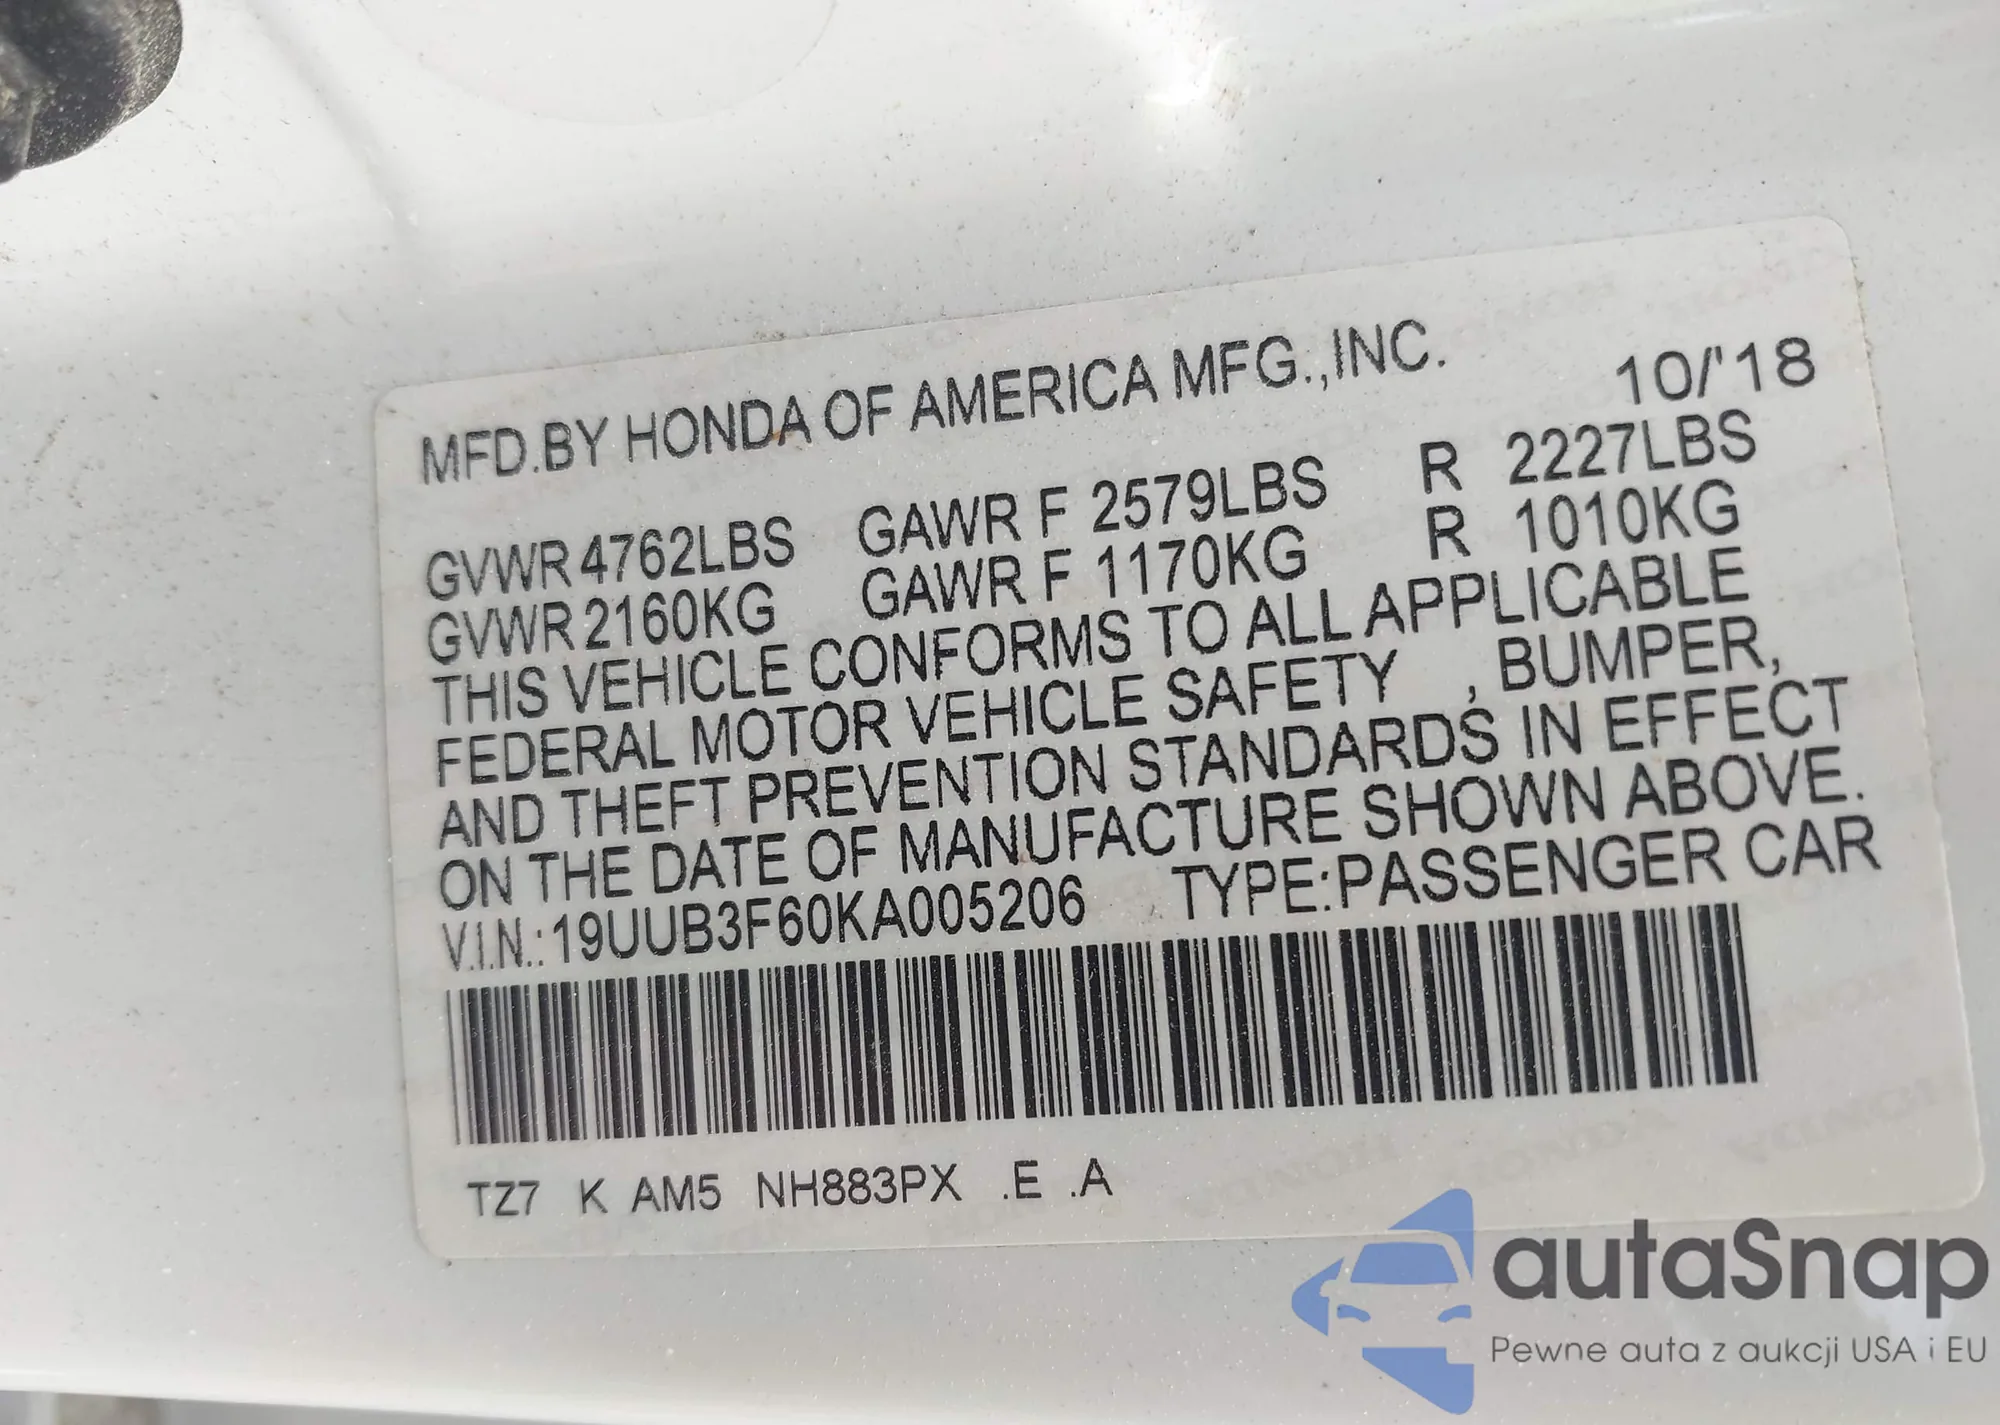 MFD.BY HONDA OF AMERICA MFG.,INC. 10/'18
GVWR 4762LBS GAWR F 2579LBS R 2227LBS
GVWR 2160KG GAWR F 1170KG R 1010KG
THIS VEHICLE CONFORMS TO ALL APPLICABLE
FEDERAL MOTOR VEHICLE SAFETY , BUMPER,
AND THEFT PREVENTION STANDARDS IN EFFECT
ON THE DATE OF MANUFACTURE SHOWN ABOVE.
V.I.N.: 19UUB3F60KA005206 TYPE:PASSENGER CAR
TZ7 K AM5 NH883PX .E .A
autaSnap
Pewne auta z aukcji USA i EU